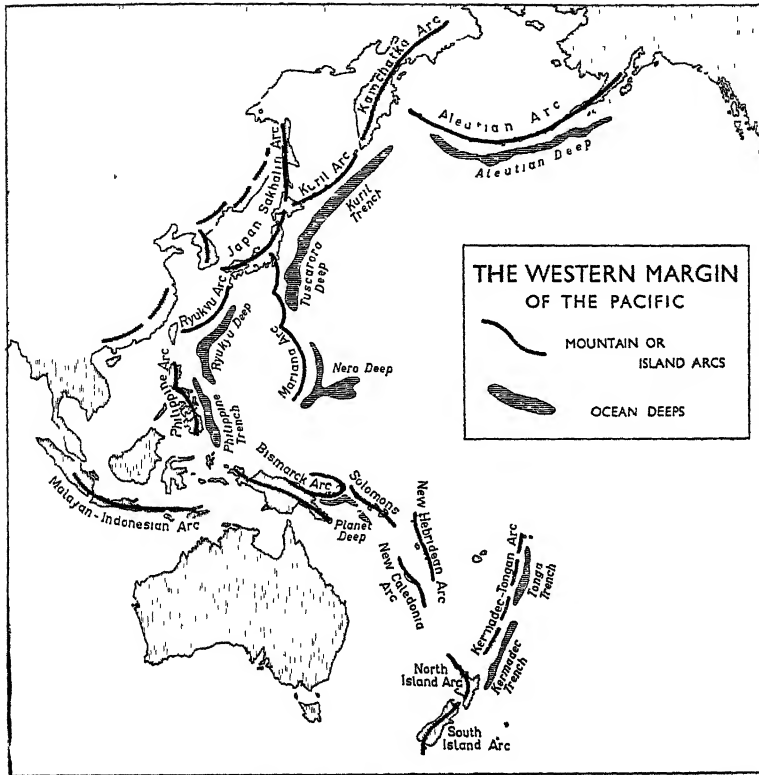 Kamchatka Arc
Aleutian Arc
Aleutian Deep
Kuril Arc
Kuril
Trench
Sakhalin Arc
Japan
Tuscarora
Deep
Ryukyu Arc
Ryukyu Deep
Mariana Arc
Nero Deep
Philippine Arc
Philippine
Trench
THE WESTERN MARGIN
OF THE PACIFIC
MOUNTAIN OR
ISLAND ARCS
OCEAN DEEPS
Malayan-Indonesian Arc
Bismarck Arc
Solomons
Planet
Deep
New Hebridean Arc
New Caledonia
Arc
Kermadec-Tongan Arc
Tonga
Trench
Kermadec
Trench
North
Island Arc
South
Island Arc